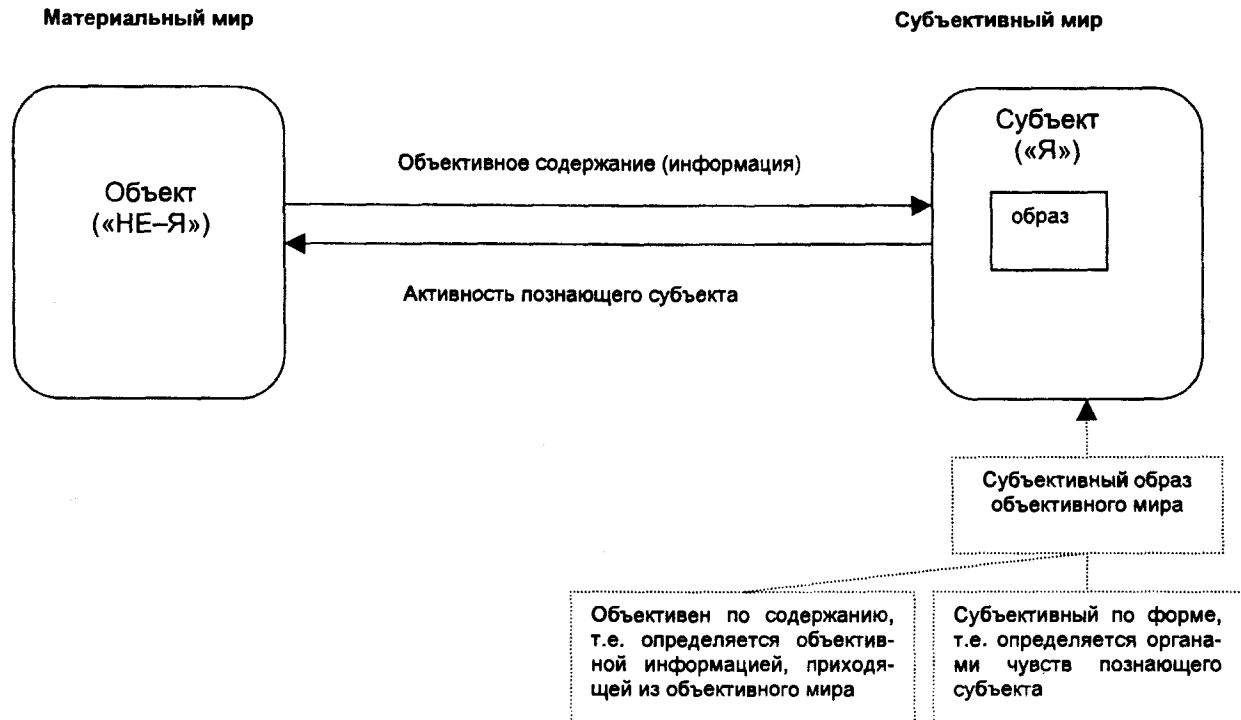 Материальный мир
Субъективный мир
Объект
(«НЕ–Я»)
Объективное содержание (информация)
Активность познающего субъекта
Субъект
(«Я»)
образ
Субъективный образ
объективного мира
Объективен по содержанию,
т.е. определяется объектив-
ной информацией, приходя-
щей из объективного мира
Субъективный по форме,
т.е. определяется органа-
ми чувств познающего
субъекта